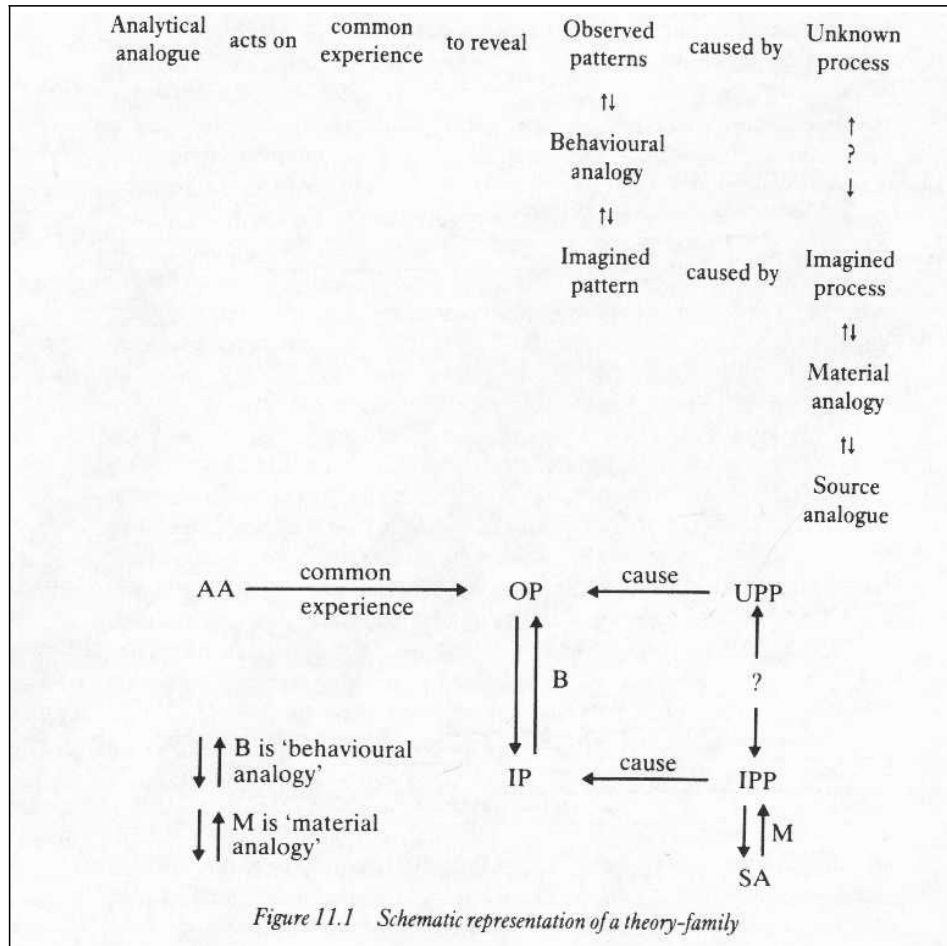 Analytical analogue acts on common experience to reveal Observed patterns caused by Unknown process
↑↓ ↑
Behavioural analogy ?
↑↓ ↓
Imagined pattern caused by Imagined process
↑↓
Material analogy
↑↓
Source analogue
AA common experience OP cause UPP
B ?
B is ‘behavioural analogy’ IP cause IPP
M is ‘material analogy’ M
SA
Figure 11.1 Schematic representation of a theory-family